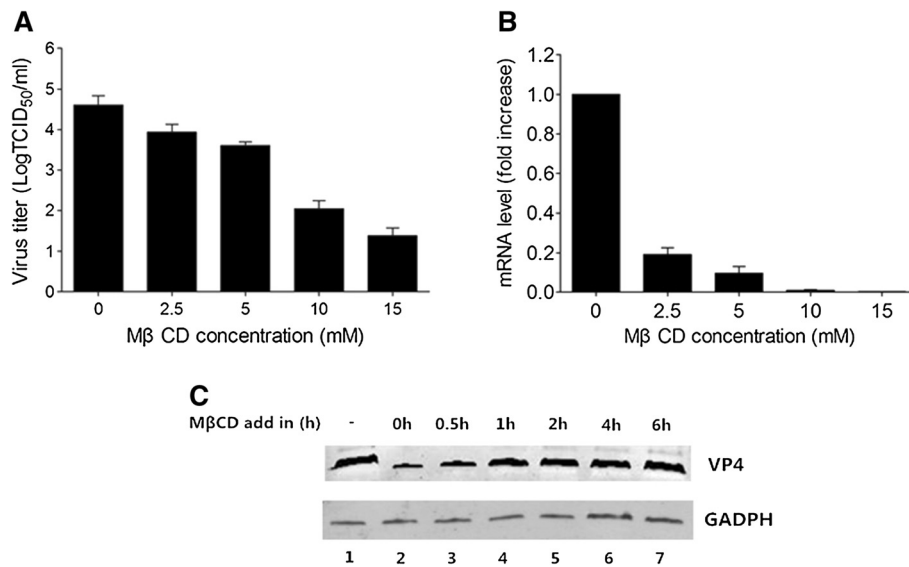 A
Virus titer (LogTCID50/ml)
6
5
4
3
2
1
0
0 2.5 5 10 15
Mβ CD concentration (mM)
B
mRNA level (fold increase)
1.2
1.0
0.8
0.6
0.4
0.2
0.0
0 2.5 5 10 15
Mβ CD concentration (mM)
C
MβCD add in (h) - 0h 0.5h 1h 2h 4h 6h
VP4
GADPH
1 2 3 4 5 6 7